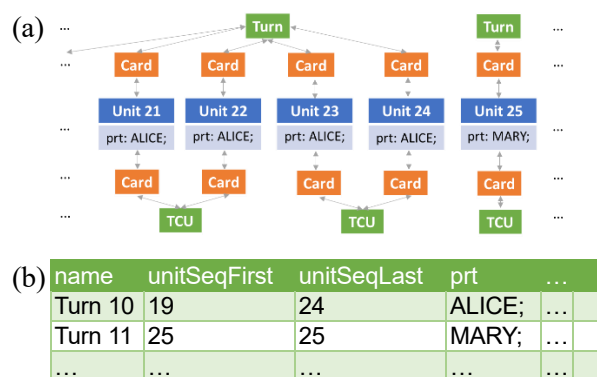 (a)
... Turn Turn ...
... Card Card Card Card Card ...
... Unit 21 Unit 22 Unit 23 Unit 24 Unit 25 ...
prt: ALICE; prt: ALICE; prt: ALICE; prt: ALICE; prt: MARY;
... Card Card Card Card Card ...
... TCU TCU TCU ...
(b)
name unitSeqFirst unitSeqLast prt ...
Turn 10 19 24 ALICE; ...
Turn 11 25 25 MARY; ...
... ... ... ... ...